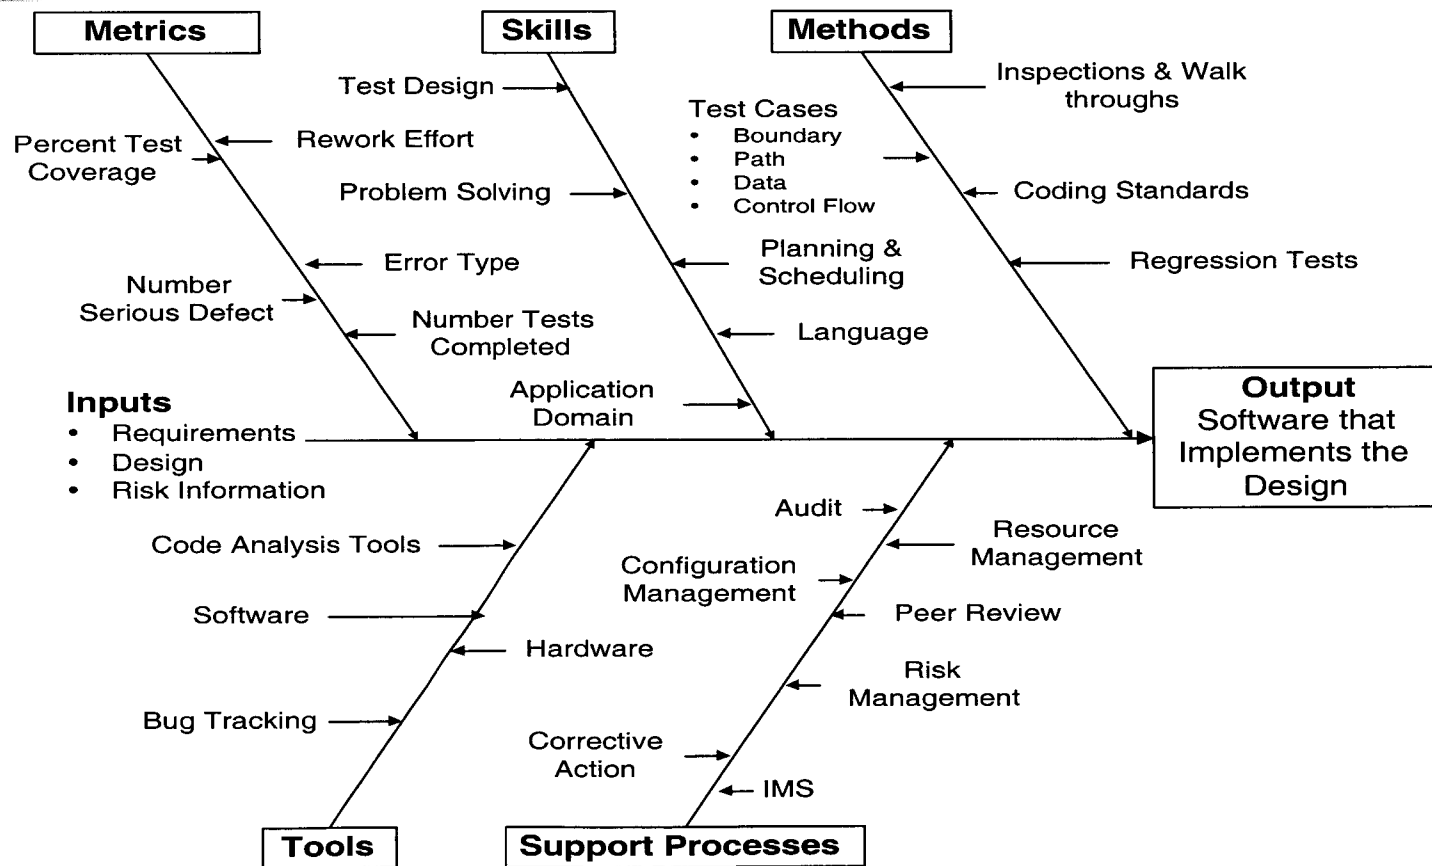 Metrics
Skills
Methods
Test Design
Inspections & Walk
throughs
Test Cases
• Boundary
• Path
• Data
• Control Flow
Percent Test
Coverage
Rework Effort
Problem Solving
Coding Standards
Error Type
Planning &
Scheduling
Regression Tests
Number
Serious Defect
Number Tests
Completed
Language
Application
Domain
Inputs
• Requirements
• Design
• Risk Information
Output
Software that
Implements the
Design
Code Analysis Tools
Audit
Resource
Management
Configuration
Management
Software
Peer Review
Hardware
Risk
Management
Bug Tracking
Corrective
Action
IMS
Tools
Support Processes